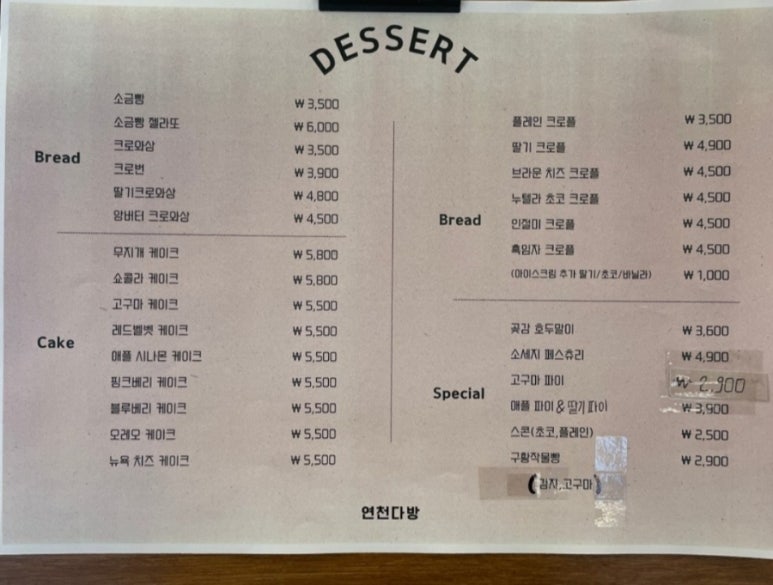 DESSERT
Bread
소금빵 ₩ 3,500
소금빵 젤라또 ₩ 6,000
크로와상 ₩ 3,500
크로번 ₩ 3,900
딸기크로와상 ₩ 4,800
앙버터 크로와상 ₩ 4,500
Cake
무지개 케이크 ₩ 5,800
쇼콜라 케이크 ₩ 5,800
고구마 케이크 ₩ 5,500
레드벨벳 케이크 ₩ 5,500
애플 시나몬 케이크 ₩ 5,500
핑크베리 케이크 ₩ 5,500
블루베리 케이크 ₩ 5,500
모레모 케이크 ₩ 5,500
뉴욕 치즈 케이크 ₩ 5,500
Bread
플레인 크로플 ₩ 3,500
딸기 크로플 ₩ 4,900
브라운 치즈 크로플 ₩ 4,500
누텔라 초코 크로플 ₩ 4,500
인절미 크로플 ₩ 4,500
흑임자 크로플 ₩ 4,500
(아이스크림 추가 딸기/초코/바닐라) ₩ 1,000
Special
곶감 호두말이 ₩ 3,600
소세지 페스츄리 ₩ 4,900
고구마 파이 ₩ 2,900
애플 파이 & 딸기 파이 ₩ 3,900
스콘(초코,플레인) ₩ 2,500
구황작물빵 ₩ 2,900
(감자,고구마)
연천다방